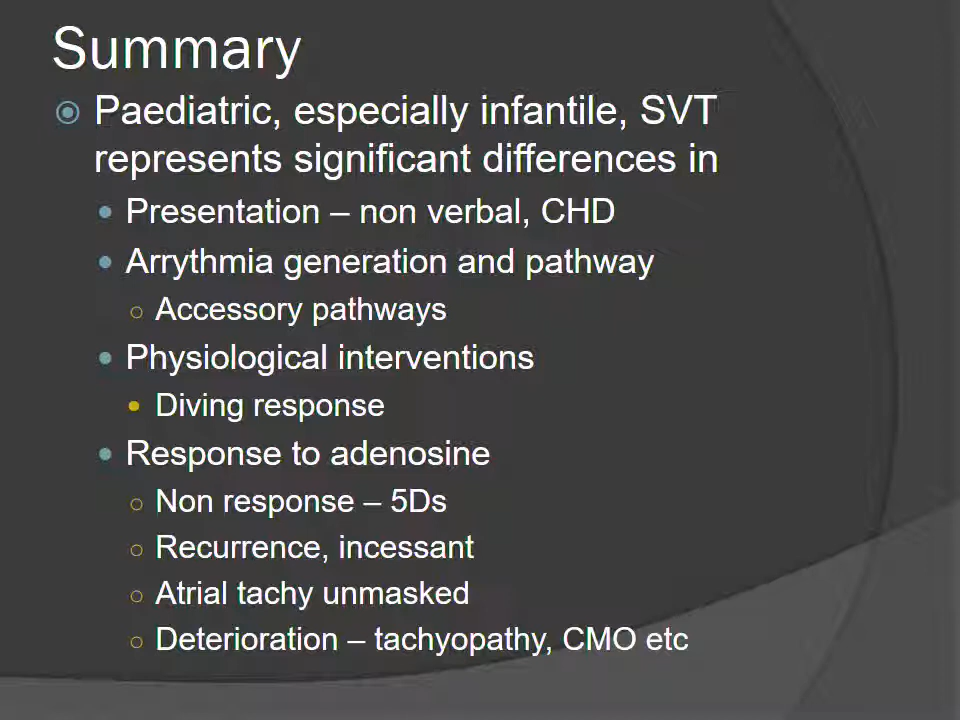 Summary
Paediatric, especially infantile, SVT
represents significant differences in
Presentation – non verbal, CHD
Arrythmia generation and pathway
Accessory pathways
Physiological interventions
Diving response
Response to adenosine
Non response – 5Ds
Recurrence, incessant
Atrial tachy unmasked
Deterioration – tachyopathy, CMO etc